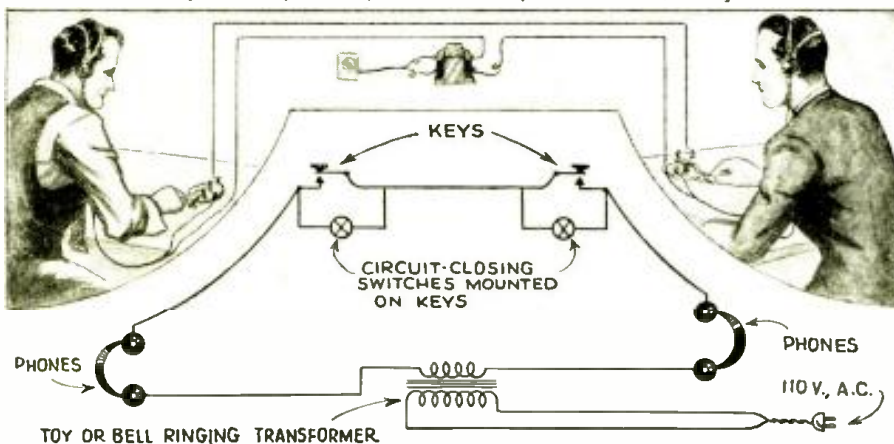 KEYS
CIRCUIT-CLOSING
SWITCHES MOUNTED
ON KEYS
PHONES
PHONES
110 V., A.C.
TOY OR BELL RINGING TRANSFORMER